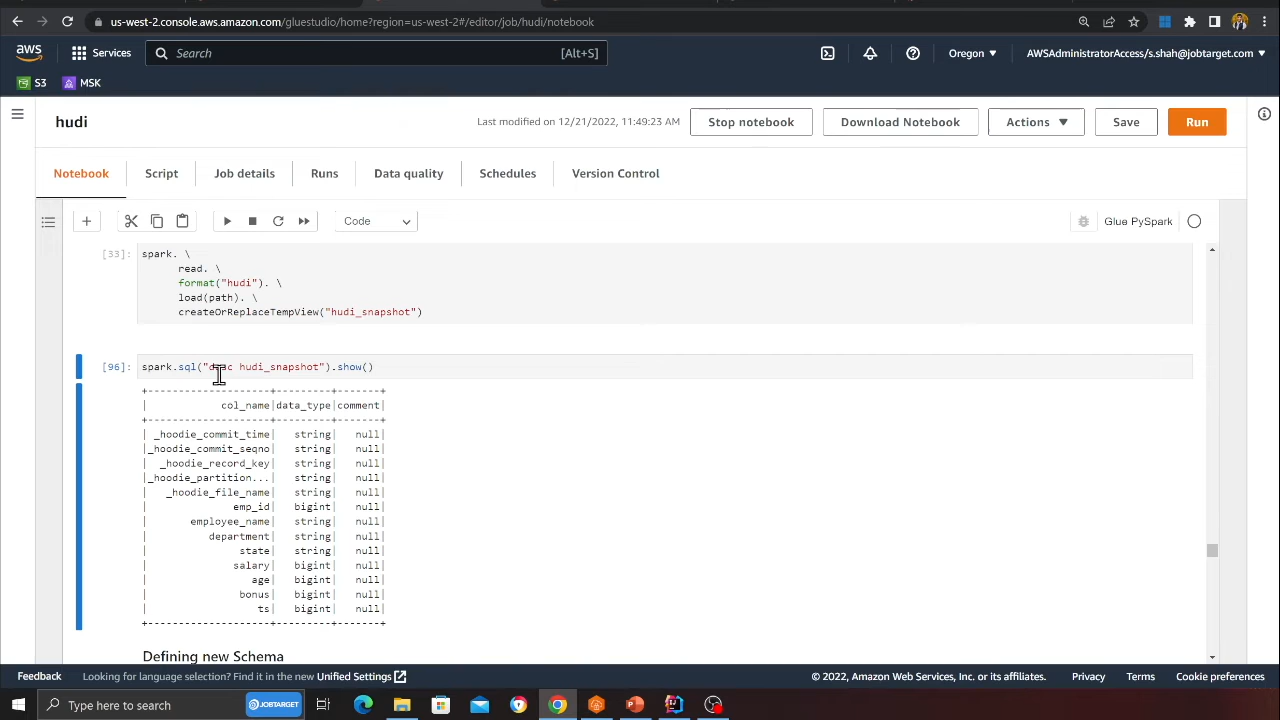 us-west-2.console.aws.amazon.com/gluestudio/home?region=us-west-2#/editor/job/hudi/notebook
aws Services Search [Alt+S] Oregon AWSAdministratorAccess/s.shah@jobtarget.com
S3 MSK
hudi Last modified on 12/21/2022, 11:49:23 AM Stop notebook Download Notebook Actions Save Run
Notebook Script Job details Runs Data quality Schedules Version Control
Code Glue PySpark
[33]: spark. \
read. \
format("hudi"). \
load(path). \
createOrReplaceTempView("hudi_snapshot")
[96]: spark.sql("desc hudi_snapshot").show()
+--------------------+---------+-------+
| col_name|data_type|comment|
+--------------------+---------+-------+
| _hoodie_commit_time| string| null|
|_hoodie_commit_seqno| string| null|
| _hoodie_record_key| string| null|
|_hoodie_partition...| string| null|
| _hoodie_file_name| string| null|
| emp_id| bigint| null|
| employee_name| string| null|
| department| string| null|
| state| string| null|
| salary| bigint| null|
| age| bigint| null|
| bonus| bigint| null|
| ts| bigint| null|
+--------------------+---------+-------+
Defining new Schema
Feedback Looking for language selection? Find it in the new Unified Settings © 2022, Amazon Web Services, Inc. or its affiliates. Privacy Terms Cookie preferences
Type here to search JOBTARGET